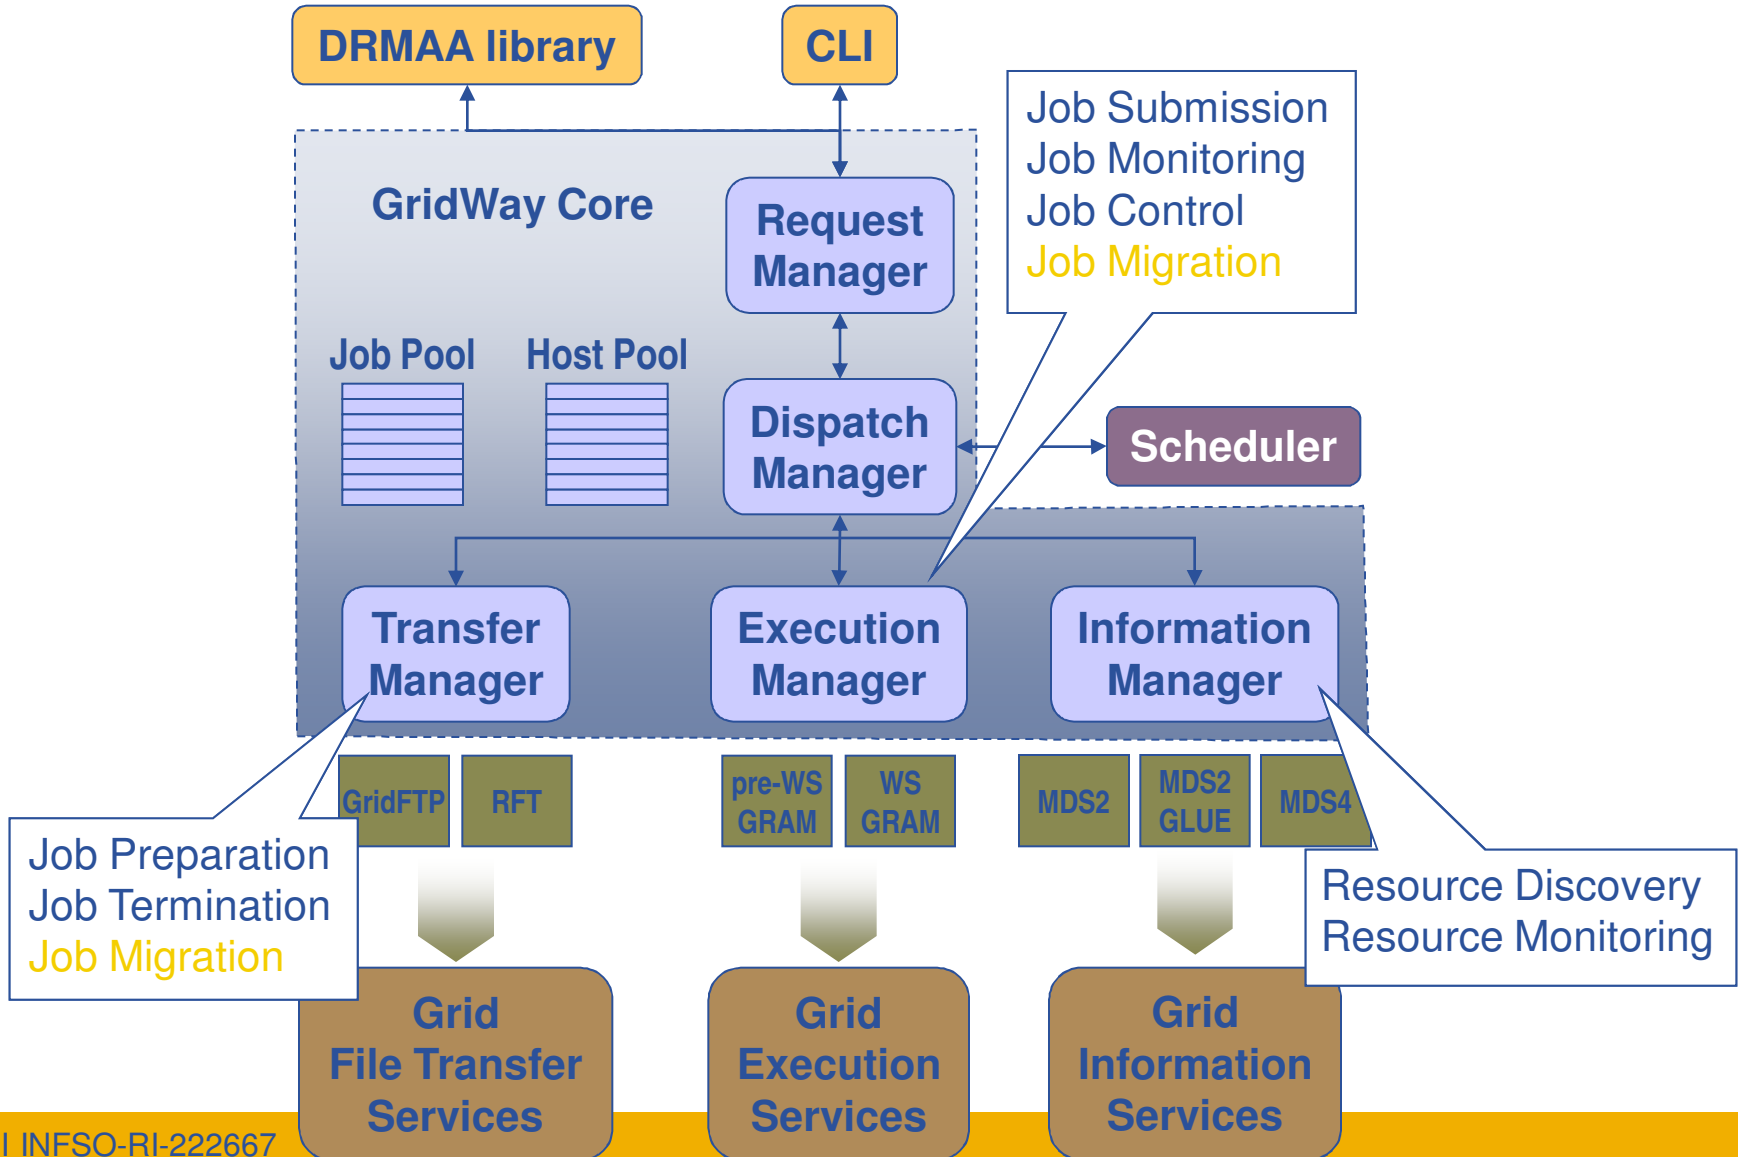 DRMAA library
CLI
Job Submission
Job Monitoring
Job Control
Job Migration
GridWay Core
Request
Manager
Job Pool
Host Pool
Dispatch
Manager
Scheduler
Transfer
Manager
Execution
Manager
Information
Manager
GridFTP
RFT
pre-WS
GRAM
WS
GRAM
MDS2
MDS2
GLUE
MDS4
Job Preparation
Job Termination
Job Migration
Resource Discovery
Resource Monitoring
Grid
File Transfer
Services
Grid
Execution
Services
Grid
Information
Services
I INFSO-RI-222667